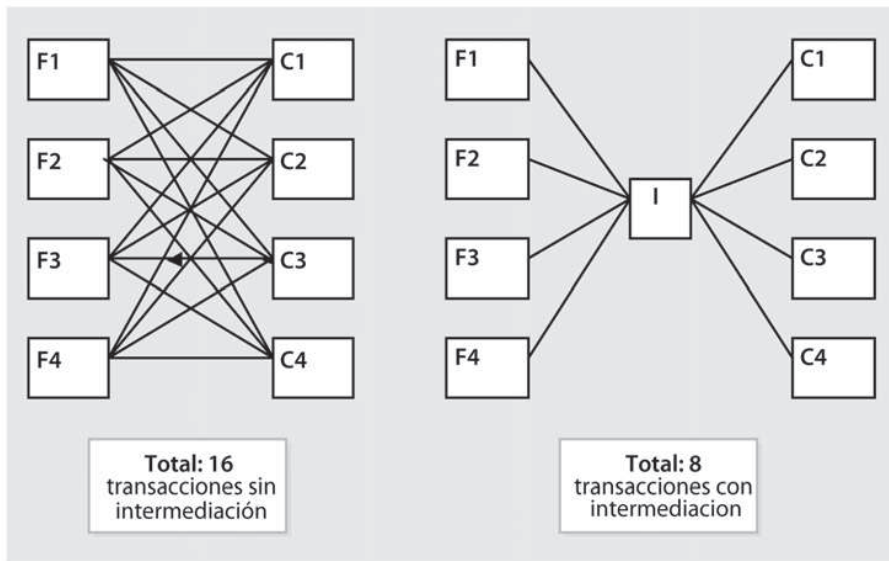 F1
C1
F2
C2
F3
C3
F4
C4
Total: 16
transacciones sin
intermediación
F1
C1
F2
C2
I
F3
C3
F4
C4
Total: 8
transacciones con
intermediacion